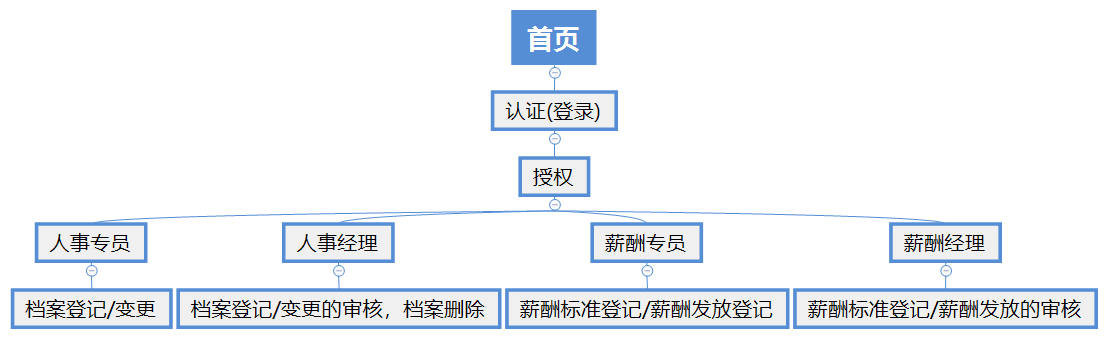 首页
认证(登录)
授权
人事专员
人事经理
薪酬专员
薪酬经理
档案登记/变更
档案登记/变更的审核，档案删除
薪酬标准登记/薪酬发放登记
薪酬标准登记/薪酬发放的审核